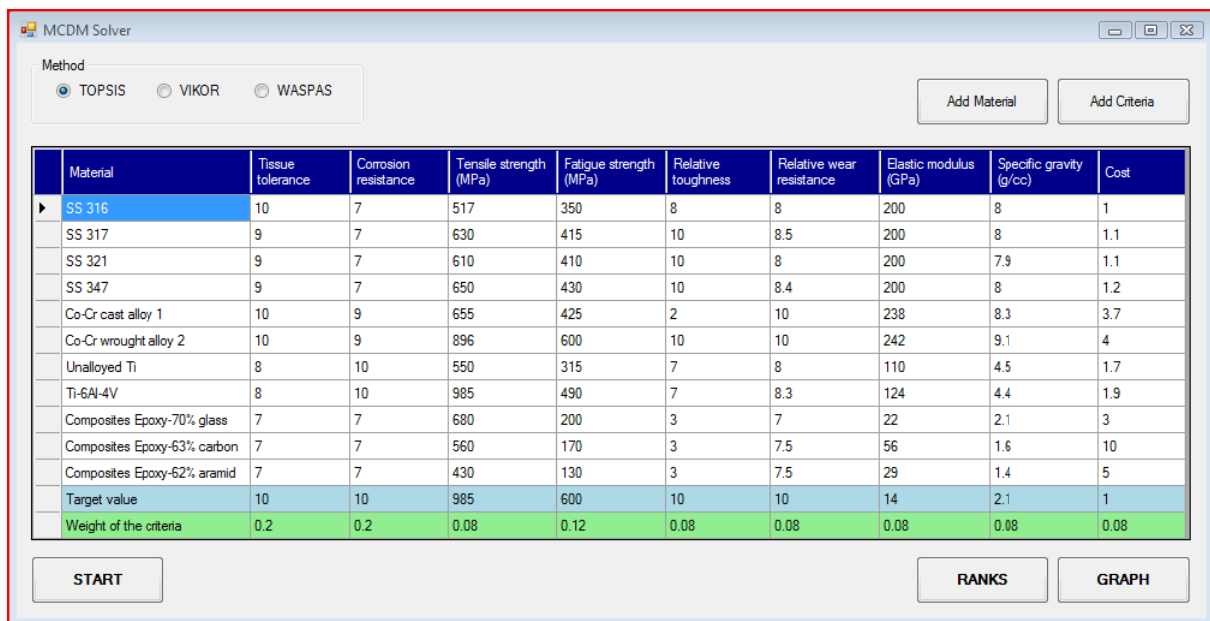 MCDM Solver
Method
TOPSIS VIKOR WASPAS
Add Material Add Criteria
Material Tissue tolerance Corrosion resistance Tensile strength (MPa) Fatigue strength (MPa) Relative toughness Relative wear resistance Elastic modulus (GPa) Specific gravity (g/cc) Cost
SS 316 10 7 517 350 8 8 200 8 1
SS 317 9 7 630 415 10 8.5 200 8 1.1
SS 321 9 7 610 410 10 8 200 7.9 1.1
SS 347 9 7 650 430 10 8.4 200 8 1.2
Co-Cr cast alloy 1 10 9 655 425 2 10 238 8.3 3.7
Co-Cr wrought alloy 2 10 9 896 600 10 10 242 9.1 4
Unalloyed Ti 8 10 550 315 7 8 110 4.5 1.7
Ti-6Al-4V 8 10 985 490 7 8.3 124 4.4 1.9
Composites Epoxy-70% glass 7 7 680 200 3 7 22 2.1 3
Composites Epoxy-63% carbon 7 7 560 170 3 7.5 56 1.6 10
Composites Epoxy-62% aramid 7 7 430 130 3 7.5 29 1.4 5
Target value 10 10 985 600 10 10 14 2.1 1
Weight of the criteria 0.2 0.2 0.08 0.12 0.08 0.08 0.08 0.08 0.08
START RANKS GRAPH